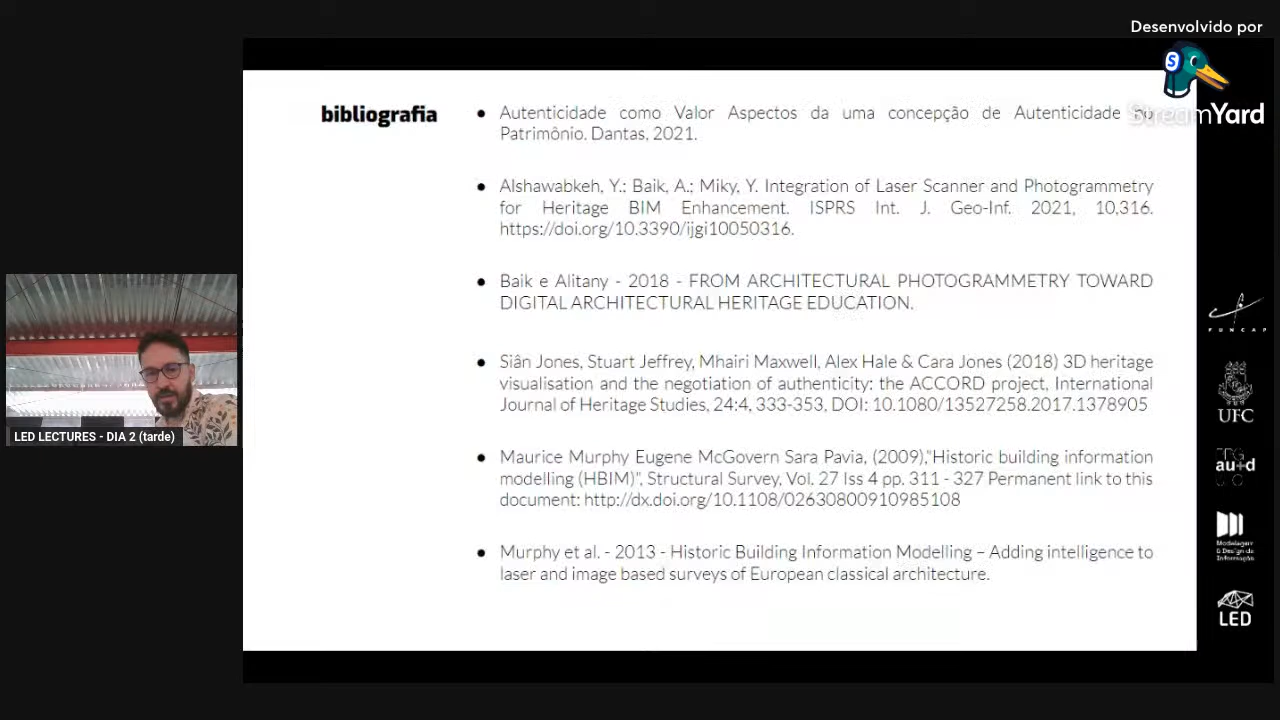 Desenvolvido por
StreamYard
bibliografia
● Autenticidade como Valor Aspectos da uma concepção de Autenticidade no
Patrimônio. Dantas, 2021.
● Alshawabkeh, Y.; Baik, A.; Miky, Y. Integration of Laser Scanner and Photogrammetry
for Heritage BIM Enhancement. ISPRS Int. J. Geo-Inf. 2021, 10,316.
https://doi.org/10.3390/ijgi10050316.
● Baik e Alitany - 2018 - FROM ARCHITECTURAL PHOTOGRAMMETRY TOWARD
DIGITAL ARCHITECTURAL HERITAGE EDUCATION.
● Siân Jones, Stuart Jeffrey, Mhairi Maxwell, Alex Hale & Cara Jones (2018) 3D heritage
visualisation and the negotiation of authenticity: the ACCORD project, International
Journal of Heritage Studies, 24:4, 333-353, DOI: 10.1080/13527258.2017.1378905
● Maurice Murphy Eugene McGovern Sara Pavia, (2009),"Historic building information
modelling (HBIM)", Structural Survey, Vol. 27 Iss 4 pp. 311 - 327 Permanent link to this
document: http://dx.doi.org/10.1108/02630800910985108
● Murphy et al. - 2013 - Historic Building Information Modelling – Adding intelligence to
laser and image based surveys of European classical architecture.
LED LECTURES - DIA 2 (tarde)
FUNCAP
UFC
au+d
Modelagem
& Design da
Informação
LED